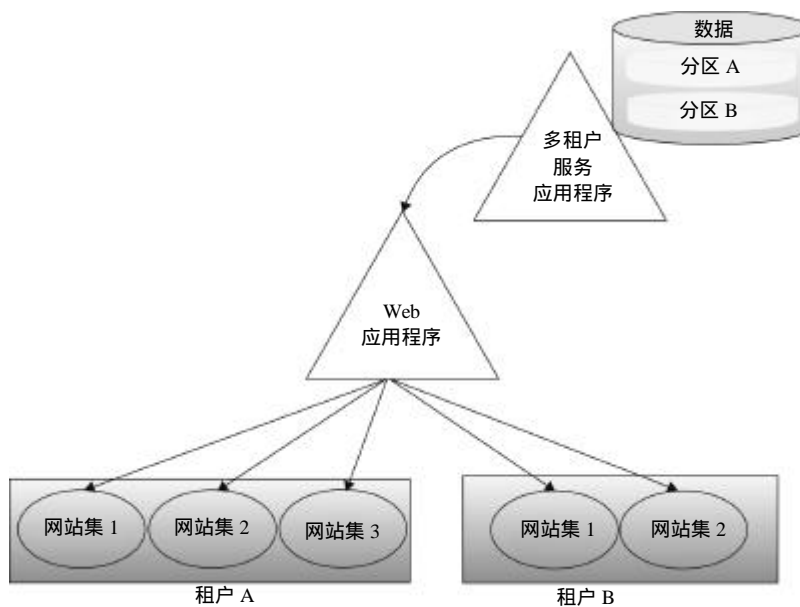 数据
分区 A
分区 B
多租户
服务
应用程序
Web
应用程序
网站集 1
网站集 2
网站集 3
网站集 1
网站集 2
租户 A
租户 B